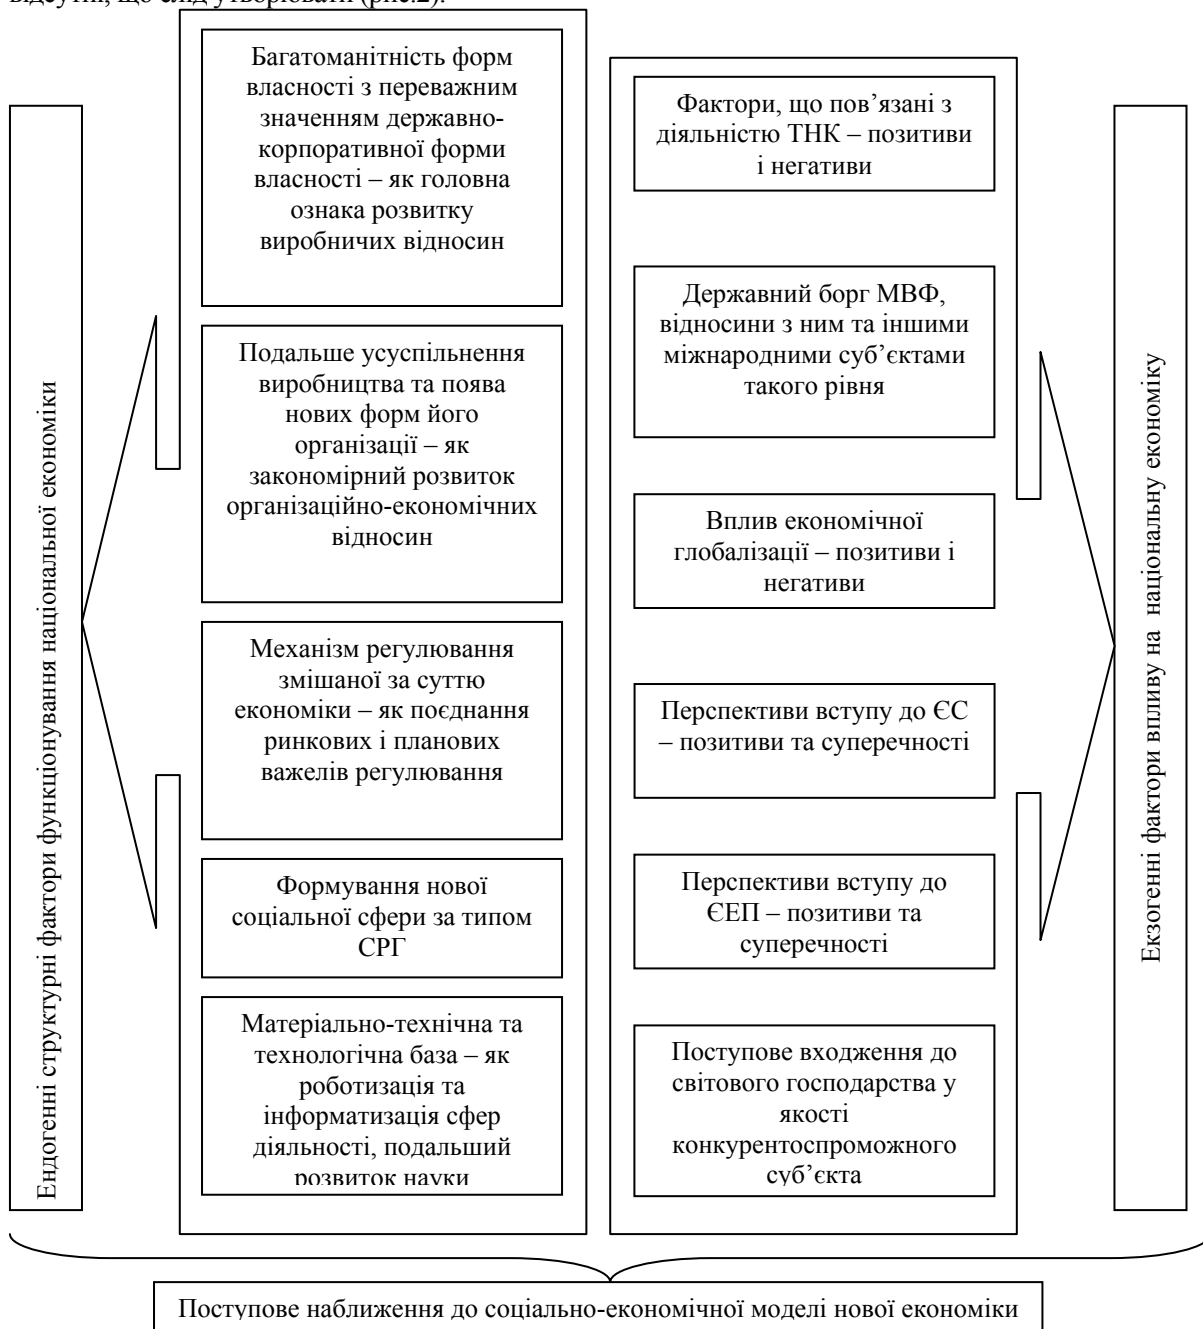 відсутні, що слід утворювати (рис.2).
Ендогенні структурні фактори функціонування національної економіки
Багатоманітність форм
власності з переважним
значенням державно-
корпоративної форми
власності – як головна
ознака розвитку
виробничих відносин
Подальше усуспільнення
виробництва та поява
нових форм його
організації – як
закономірний розвиток
організаційно-економічних
відносин
Механізм регулювання
змішаної за суттю
економіки – як поєднання
ринкових і планових
важелів регулювання
Формування нової
соціальної сфери за типом
СРГ
Матеріально-технічна та
технологічна база – як
роботизація та
інформатизація сфер
діяльності, подальший
розвиток науки
Фактори, що пов’язані з
діяльністю ТНК – позитиви
і негативи
Державний борг МВФ,
відносини з ним та іншими
міжнародними суб’єктами
такого рівня
Вплив економічної
глобалізації – позитиви і
негативи
Перспективи вступу до ЄС
– позитиви та суперечності
Перспективи вступу до
ЄЕП – позитиви та
суперечності
Поступове входження до
світового господарства у
якості
конкурентоспроможного
суб’єкта
Екзогенні фактори впливу на національну економіку
Поступове наближення до соціально-економічної моделі нової економіки